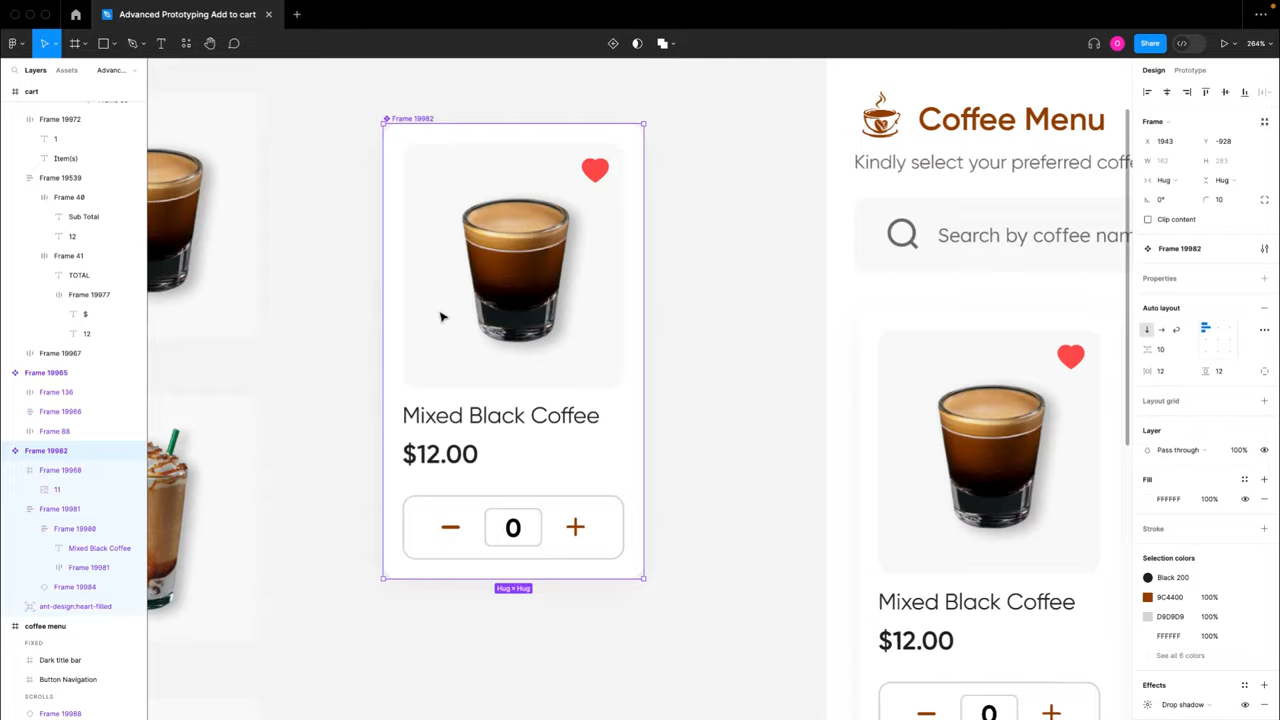 Advanced Prototyping Add to cart
Share
264%
Layers
Assets
Advanc...
cart
Frame 19972
1
Item(s)
Frame 19539
Frame 40
Sub Total
12
Frame 41
TOTAL
Frame 19977
$
12
Frame 19967
Frame 19965
Frame 136
Frame 19966
Frame 88
Frame 19982
Frame 19968
11
Frame 19981
Frame 19980
Mixed Black Coffee
Frame 19981
Frame 19984
ant-design:heart-filled
coffee menu
FIXED
Dark title bar
Button Navigation
SCROLLS
Frame 19988
Frame 19982
Mixed Black Coffee
$12.00
0
Hug × Hug
Coffee Menu
Kindly select your preferred coff
Search by coffee nam
Mixed Black Coffee
$12.00
0
Design
Prototype
Frame
X 1943
Y -928
W 162
H 283
Hug
Hug
0°
10
Clip content
Frame 19982
Properties
Auto layout
10
12
12
Layout grid
Layer
Pass through
100%
Fill
FFFFFF 100%
Stroke
Selection colors
Black 200
9C4400 100%
D9D9D9 100%
FFFFFF 100%
See all 6 colors
Effects
Drop shadow